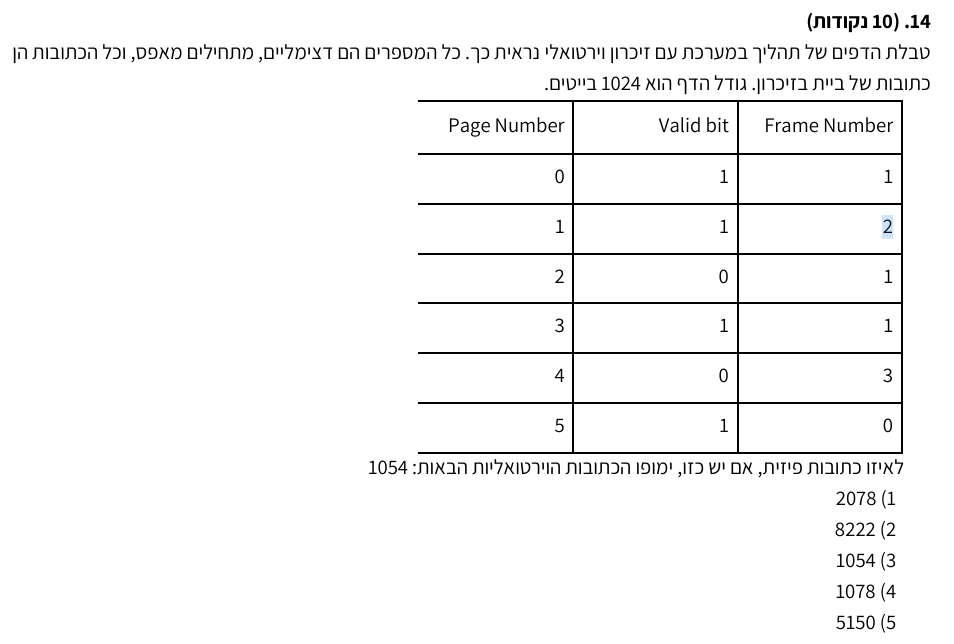 14. (10 נקודות)
טבלת הדפים של תהליך במערכת עם זיכרון וירטואלי נראית כך. כל המספרים הם דצימליים, מתחילים מאפס, וכל הכתובות הן
כתובות של ביית בזיכרון. גודל הדף הוא 1024 בייטים.
Page Number Valid bit Frame Number
0 1 1
1 1 2
2 0 1
3 1 1
4 0 3
5 1 0
לאיזו כתובות פיזית, אם יש כזו, ימופו הכתובות הוירטואליות הבאות: 1054
1) 2078
2) 8222
3) 1054
4) 1078
5) 5150